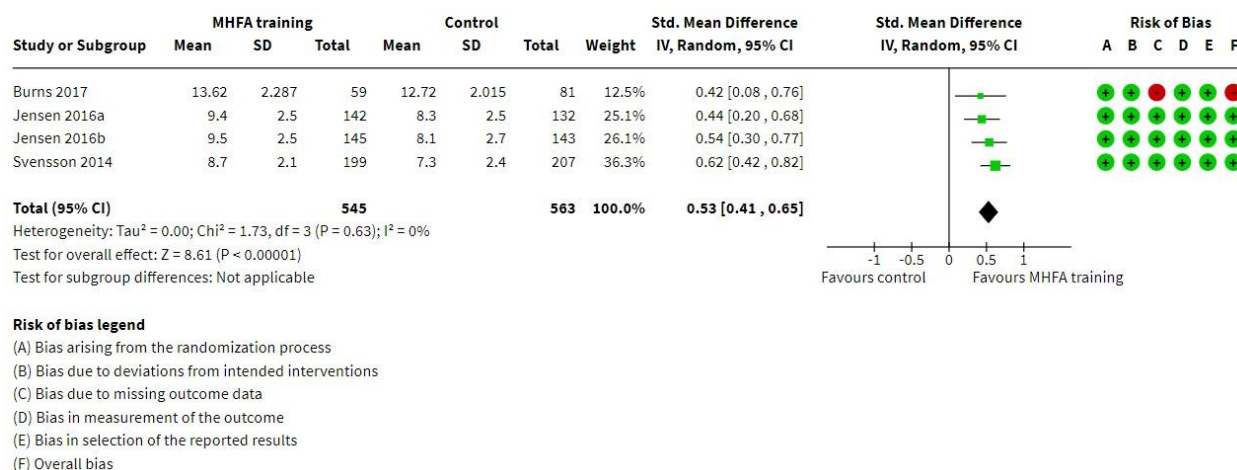 MHFA training Control Std. Mean Difference Std. Mean Difference Risk of Bias
Study or Subgroup Mean SD Total Mean SD Total Weight IV, Random, 95% CI IV, Random, 95% CI A B C D E F
Burns 2017 13.62 2.287 59 12.72 2.015 81 12.5% 0.42 [0.08 , 0.76] + + - + + -
Jensen 2016a 9.4 2.5 142 8.3 2.5 132 25.1% 0.44 [0.20 , 0.68] + + + + + +
Jensen 2016b 9.5 2.5 145 8.1 2.7 143 26.1% 0.54 [0.30 , 0.77] + + + + + +
Svensson 2014 8.7 2.1 199 7.3 2.4 207 36.3% 0.62 [0.42 , 0.82] + + + + + +
Total (95% CI) 545 563 100.0% 0.53 [0.41 , 0.65]
Heterogeneity: Tau² = 0.00; Chi² = 1.73, df = 3 (P = 0.63); I² = 0%
Test for overall effect: Z = 8.61 (P < 0.00001)
-1 -0.5 0 0.5 1
Test for subgroup differences: Not applicable Favours control Favours MHFA training
Risk of bias legend
(A) Bias arising from the randomization process
(B) Bias due to deviations from intended interventions
(C) Bias due to missing outcome data
(D) Bias in measurement of the outcome
(E) Bias in selection of the reported results
(F) Overall bias